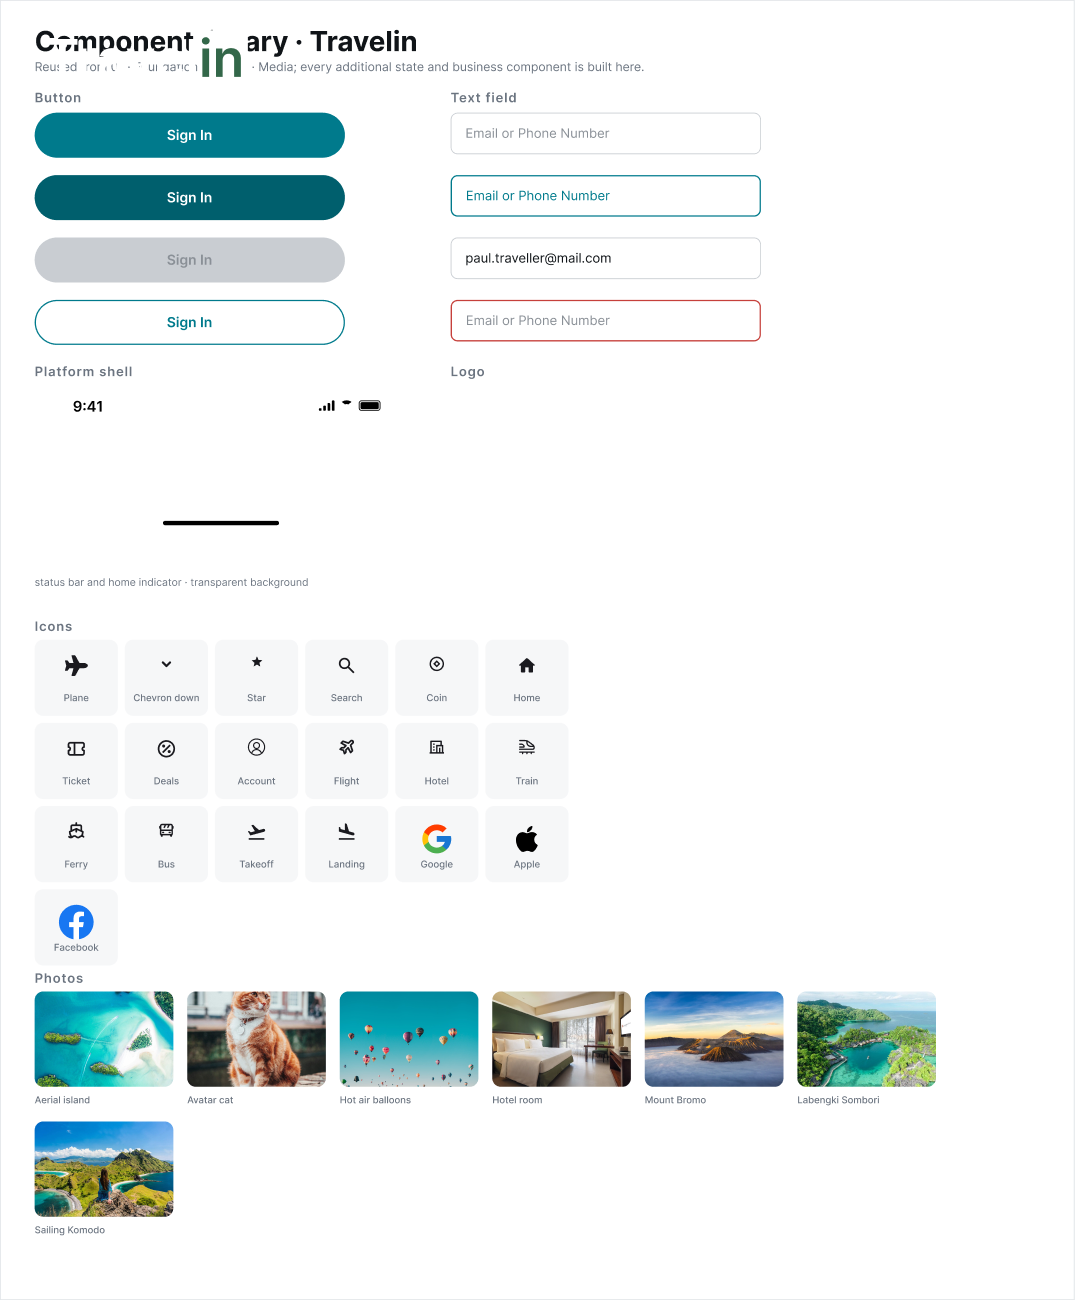 Component ary · Travelin
in
Reused · Media; every additional state and business component is built here.
Button
Text field
Sign In
Email or Phone Number
Sign In
Email or Phone Number
Sign In
paul.traveller@mail.com
Sign In
Email or Phone Number
Platform shell
Logo
9:41
status bar and home indicator · transparent background
Icons
Plane
Chevron down
Star
Search
Coin
Home
Ticket
Deals
Account
Flight
Hotel
Train
Ferry
Bus
Takeoff
Landing
Google
Apple
Facebook
Photos
Aerial island
Avatar cat
Hot air balloons
Hotel room
Mount Bromo
Labengki Sombori
Sailing Komodo